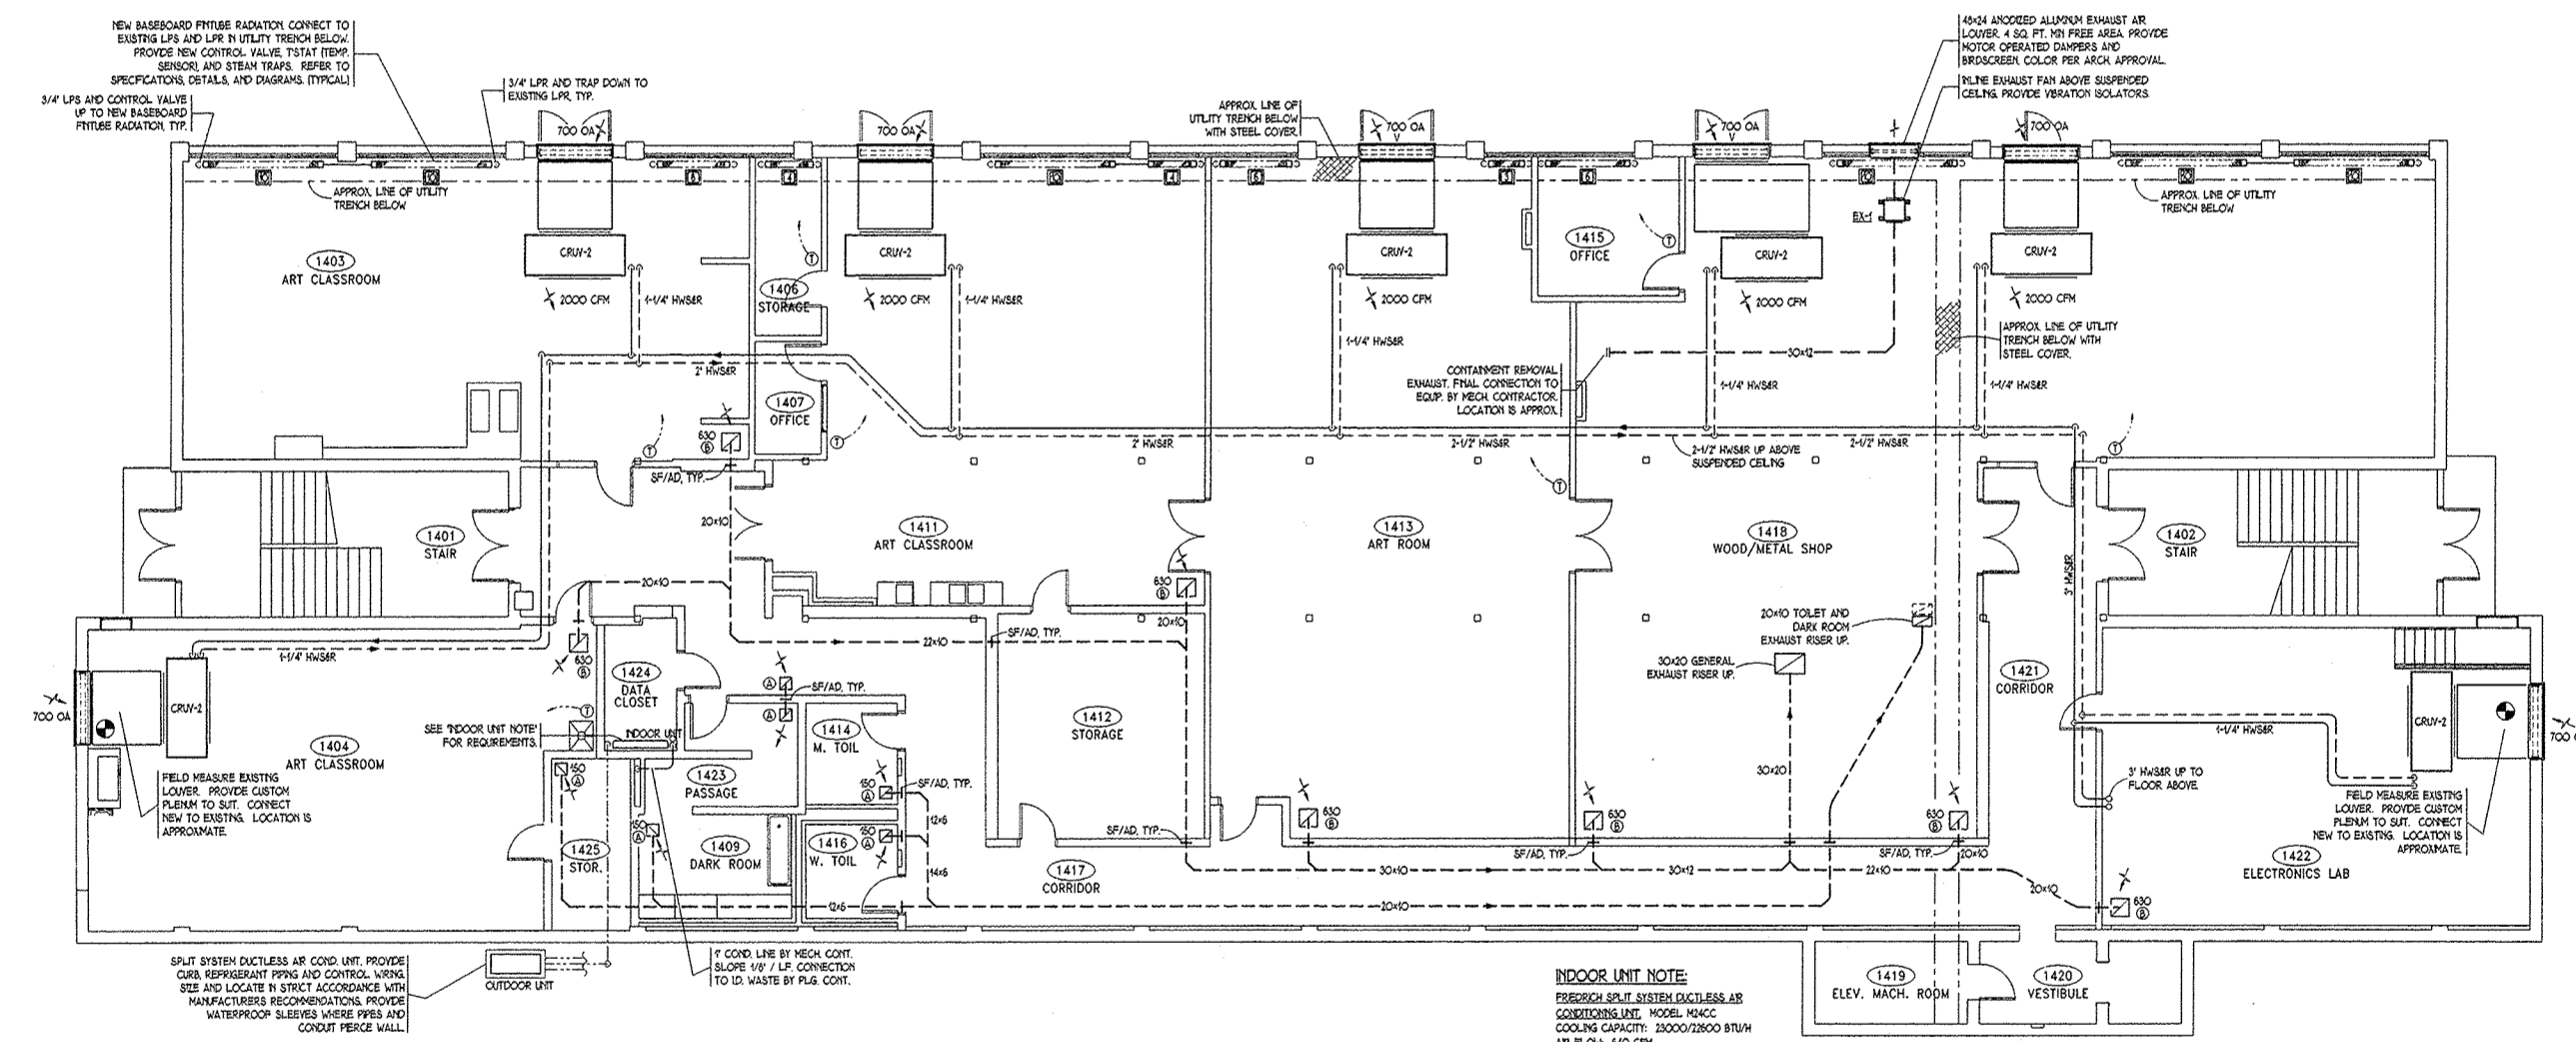 NEW BASEBOARD FINTUBE RADIATION. CONNECT TO
EXISTING LPS AND LPR IN UTILITY TRENCH BELOW.
PROVIDE NEW CONTROL VALVE, T'STAT (TEMP.
SENSOR), AND STEAM TRAPS. REFER TO
SPECIFICATIONS, DETAILS, AND DIAGRAMS. (TYPICAL)
3/4" LPS AND CONTROL VALVE
UP TO NEW BASEBOARD
FINTUBE RADIATION, TYP.
3/4" LPR AND TRAP DOWN TO
EXISTING LPR, TYP.
APPROX. LINE OF
UTILITY TRENCH BELOW
WITH STEEL COVER.
48x24 ANODIZED ALUMINUM EXHAUST AIR
LOUVER. 4 SQ. FT. MIN FREE AREA. PROVIDE
MOTOR OPERATED DAMPERS AND
BIRDSCREEN. COLOR PER ARCH. APPROVAL.
INLINE EXHAUST FAN ABOVE SUSPENDED
CEILING. PROVIDE VIBRATION ISOLATORS.
700 OA
700 OA
700 OA
700 OA
700 OA
APPROX. LINE OF UTILITY
TRENCH BELOW
APPROX. LINE OF UTILITY
TRENCH BELOW
EX-1
1403
ART CLASSROOM
CRUV-2
2000 CFM
1-1/4" HWS&R
1406
STORAGE
T
CRUV-2
2000 CFM
1-1/4" HWS&R
CRUV-2
2000 CFM
1-1/4" HWS&R
1415
OFFICE
T
CRUV-2
2000 CFM
1-1/4" HWS&R
CRUV-2
2000 CFM
1-1/4" HWS&R
APPROX. LINE OF UTILITY
TRENCH BELOW WITH
STEEL COVER.
30x12
CONTAINMENT REMOVAL
EXHAUST. FINAL CONNECTION TO
EQUIP. BY MECH. CONTRACTOR.
LOCATION IS APPROX.
2" HWS&R
1407
OFFICE
T
T
630
B
SF/AD, TYP.
2" HWS&R
2-1/2" HWS&R
2-1/2" HWS&R UP ABOVE
SUSPENDED CEILING
2-1/2" HWS&R
T
T
1401
STAIR
20x10
1411
ART CLASSROOM
1413
ART ROOM
1418
WOOD/METAL SHOP
1402
STAIR
3" HWS&R
20x10
630
B
20x10
22x10
SF/AD, TYP.
20x10 TOILET AND
DARK ROOM
EXHAUST RISER UP.
30x20 GENERAL
EXHAUST RISER UP.
30x20
1-1/4" HWS&R
630
B
1424
DATA
CLOSET
A
SF/AD, TYP.
A
1414
M. TOIL
1412
STORAGE
1421
CORRIDOR
700 OA
CRUV-2
1404
ART CLASSROOM
T
SEE "INDOOR UNIT NOTE"
FOR REQUIREMENTS.
INDOOR UNIT
1423
PASSAGE
150
A
150
A
SF/AD, TYP.
12x6
1-1/4" HWS&R
CRUV-2
3" HWS&R UP TO
FLOOR ABOVE.
FIELD MEASURE EXISTING
LOUVER. PROVIDE CUSTOM
PLENUM TO SUIT. CONNECT
NEW TO EXISTING. LOCATION IS
APPROXIMATE.
FIELD MEASURE EXISTING
LOUVER. PROVIDE CUSTOM
PLENUM TO SUIT. CONNECT
NEW TO EXISTING. LOCATION IS
APPROXIMATE.
1425
STOR.
150
A
1409
DARK ROOM
1416
W. TOIL
150
A
14x6
12x6
SF/AD, TYP.
630
B
630
B
630
B
SF/AD, TYP.
SF/AD, TYP.
20x10
1417
CORRIDOR
30x10
30x12
22x10
20x10
630
B
20x10
1422
ELECTRONICS LAB
SPLIT SYSTEM DUCTLESS AIR COND. UNIT. PROVIDE
CURB, REFRIGERANT PIPING AND CONTROL WIRING.
SIZE AND LOCATE IN STRICT ACCORDANCE WITH
MANUFACTURERS RECOMMENDATIONS. PROVIDE
WATERPROOF SLEEVES WHERE PIPES AND
CONDUIT PIERCE WALL.
OUTDOOR UNIT
1" COND. LINE BY MECH. CONT.
SLOPE 1/8" / LF. CONNECTION
TO I.D. WASTE BY PLG. CONT.
INDOOR UNIT NOTE:
FRIEDRICH SPLIT SYSTEM DUCTLESS AIR
CONDITIONING UNIT. MODEL M24CC
COOLING CAPACITY: 23000/22600 BTU/H
1419
ELEV. MACH. ROOM
1420
VESTIBULE